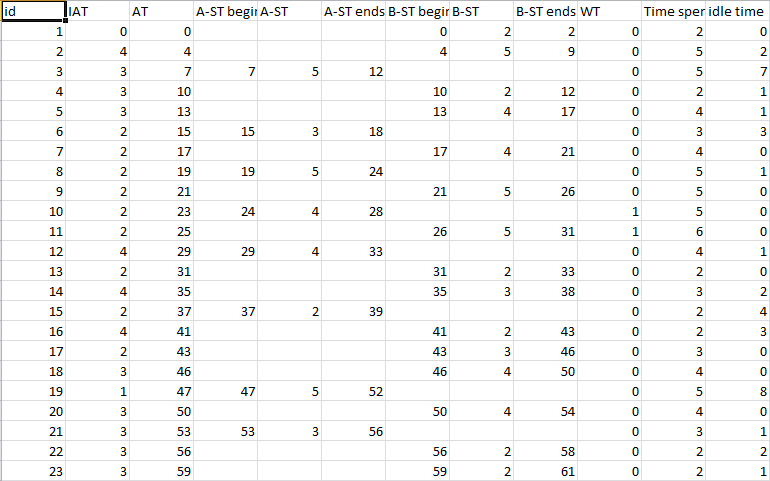 id IAT AT A-ST begir A-ST A-ST ends B-ST begir B-ST B-ST ends WT Time sper idle time
1 0 0 0 2 2 0 2 0
2 4 4 4 5 9 0 5 2
3 3 7 7 5 12 0 5 7
4 3 10 10 2 12 0 2 1
5 3 13 13 4 17 0 4 1
6 2 15 15 3 18 0 3 3
7 2 17 17 4 21 0 4 0
8 2 19 19 5 24 0 5 1
9 2 21 21 5 26 0 5 0
10 2 23 24 4 28 1 5 0
11 2 25 26 5 31 1 6 0
12 4 29 29 4 33 0 4 1
13 2 31 31 2 33 0 2 0
14 4 35 35 3 38 0 3 2
15 2 37 37 2 39 0 2 4
16 4 41 41 2 43 0 2 3
17 2 43 43 3 46 0 3 0
18 3 46 46 4 50 0 4 0
19 1 47 47 5 52 0 5 8
20 3 50 50 4 54 0 4 0
21 3 53 53 3 56 0 3 1
22 3 56 56 2 58 0 2 2
23 3 59 59 2 61 0 2 1